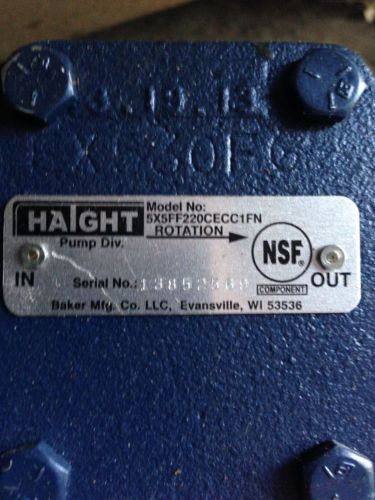 HAIGHT
Pump Div.
Model No:
5X5FF220CECC1FN
ROTATION
NSF®
COMPONENT
IN
OUT
Serial No.:
Baker Mfg. Co. LLC, Evansville, WI 53536